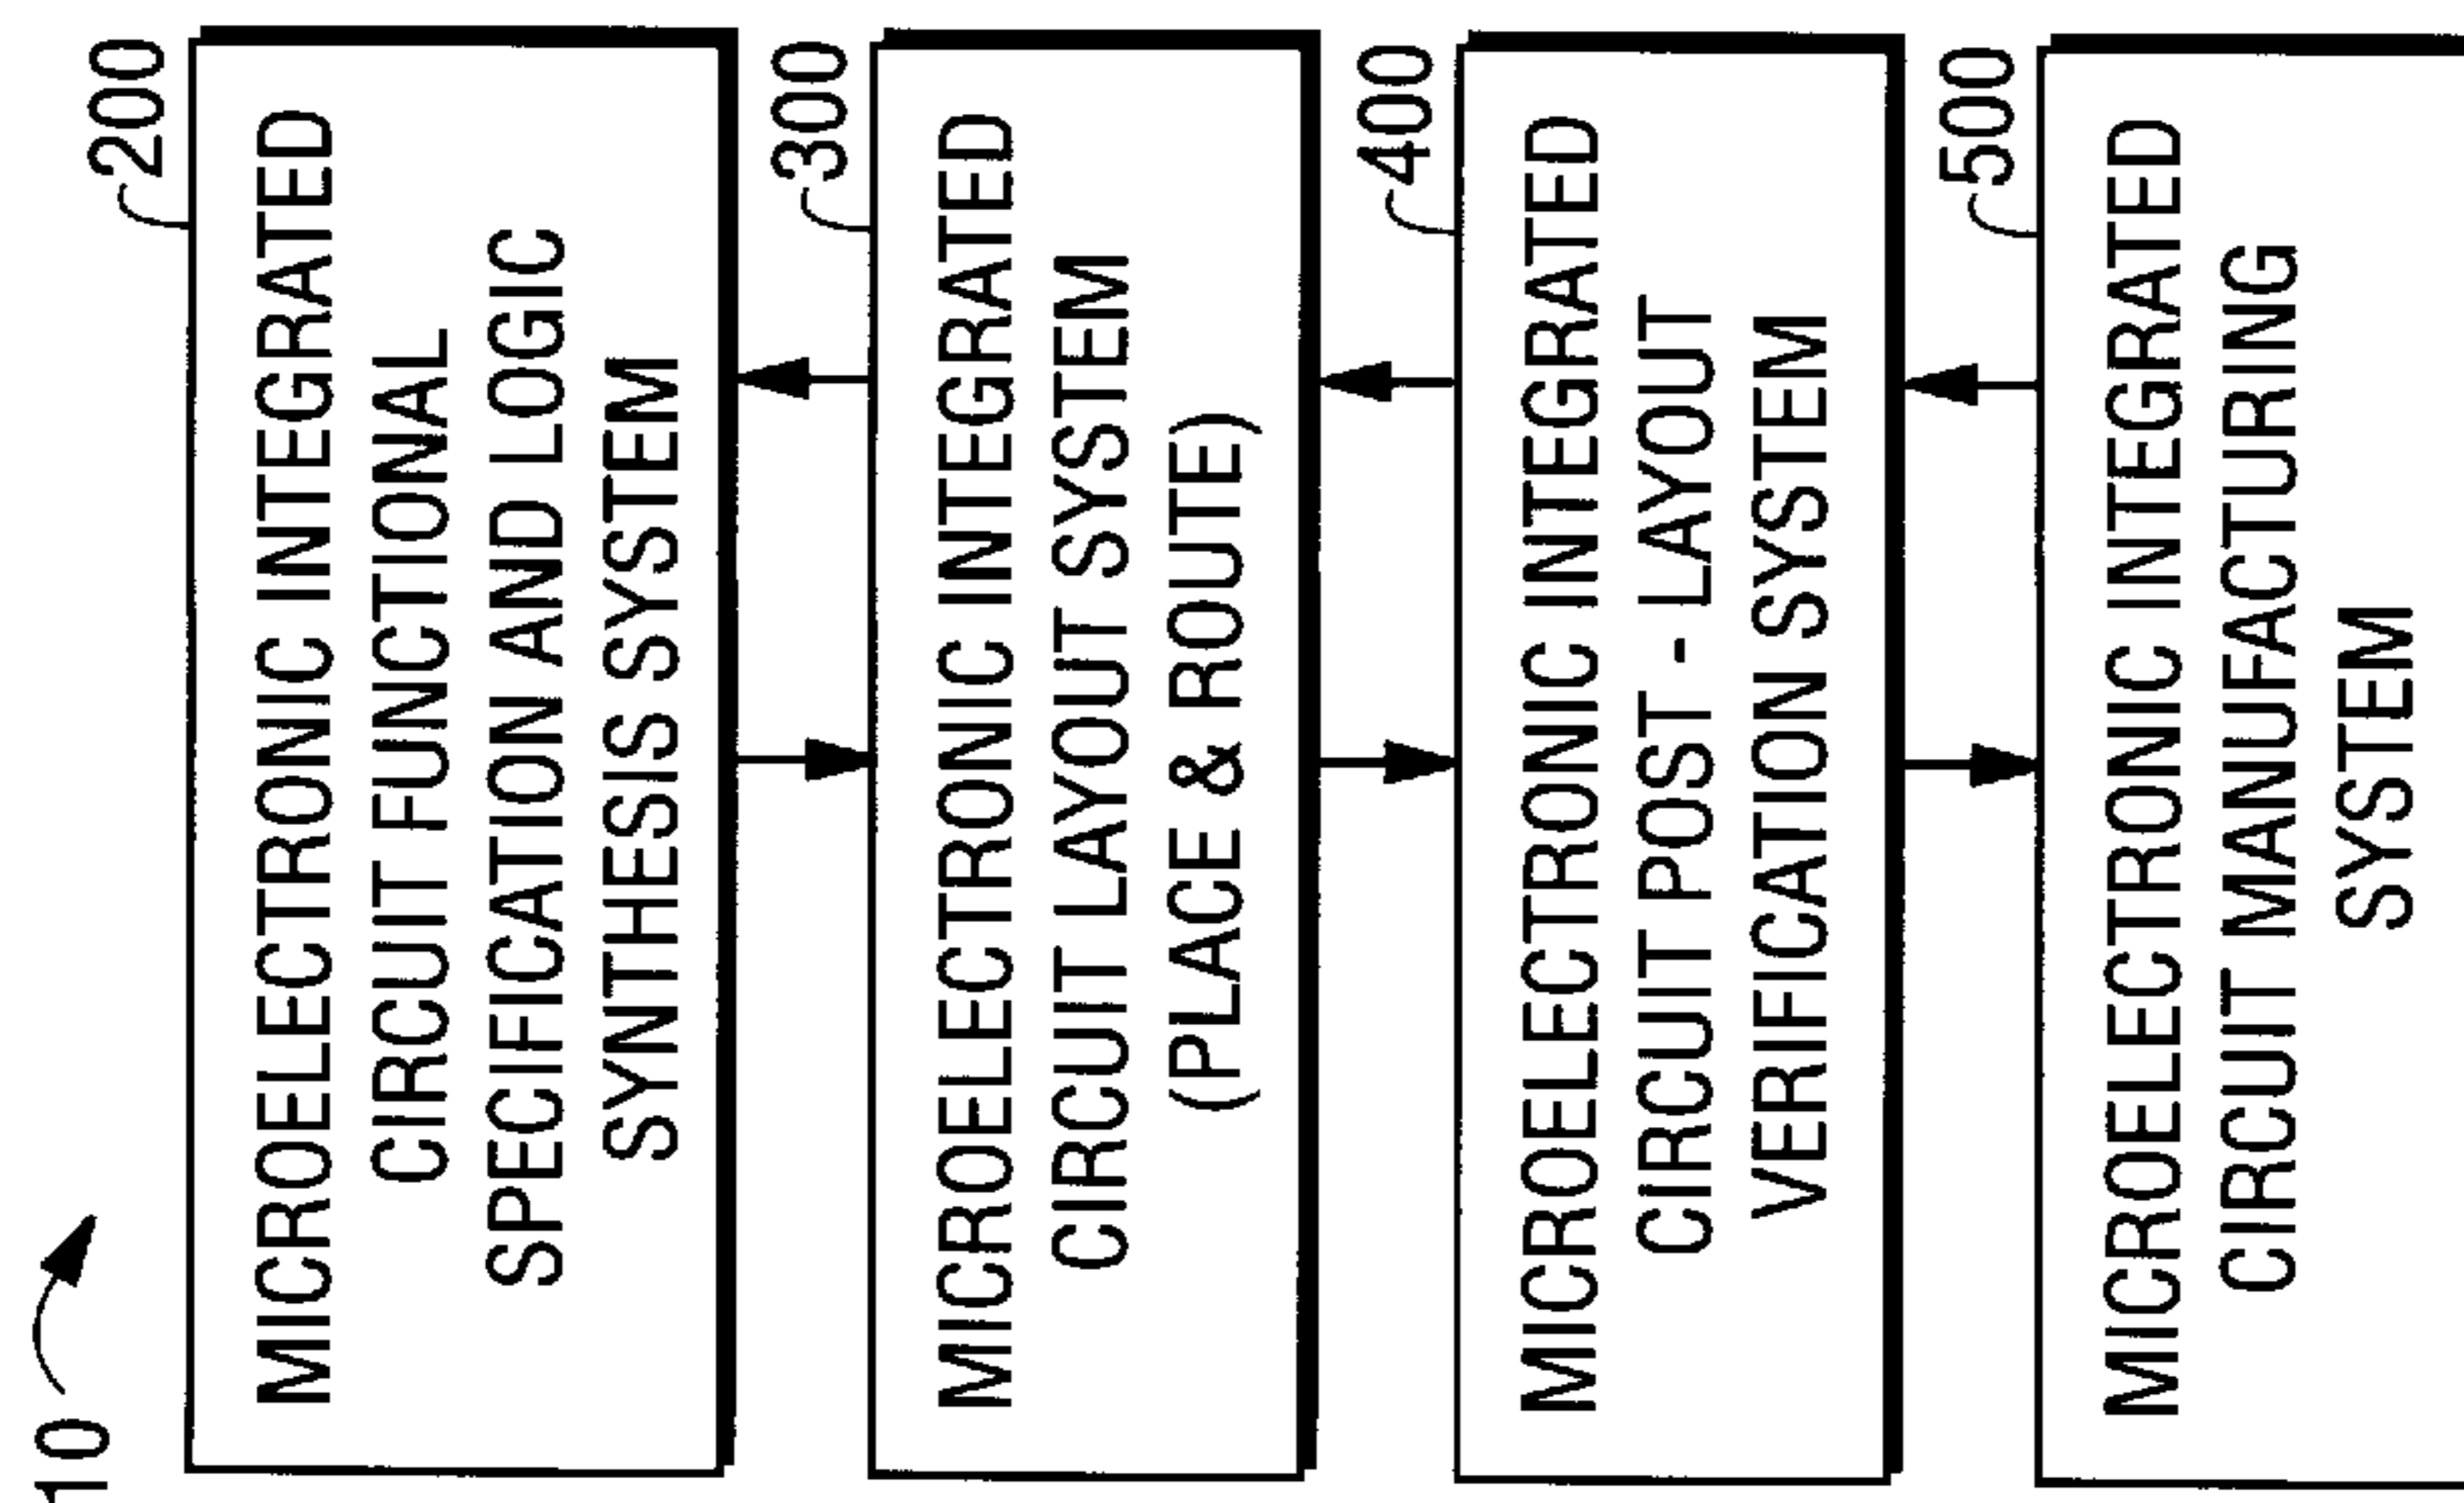 10
200
MICROELECTRONIC INTEGRATED
CIRCUIT FUNCTIONAL
SPECIFICATION AND LOGIC
SYNTHESIS SYSTEM
300
MICROELECTRONIC INTEGRATED
CIRCUIT LAYOUT SYSTEM
(PLACE & ROUTE)
400
MICROELECTRONIC INTEGRATED
CIRCUIT POST - LAYOUT
VERIFICATION SYSTEM
500
MICROELECTRONIC INTEGRATED
CIRCUIT MANUFACTURING
SYSTEM